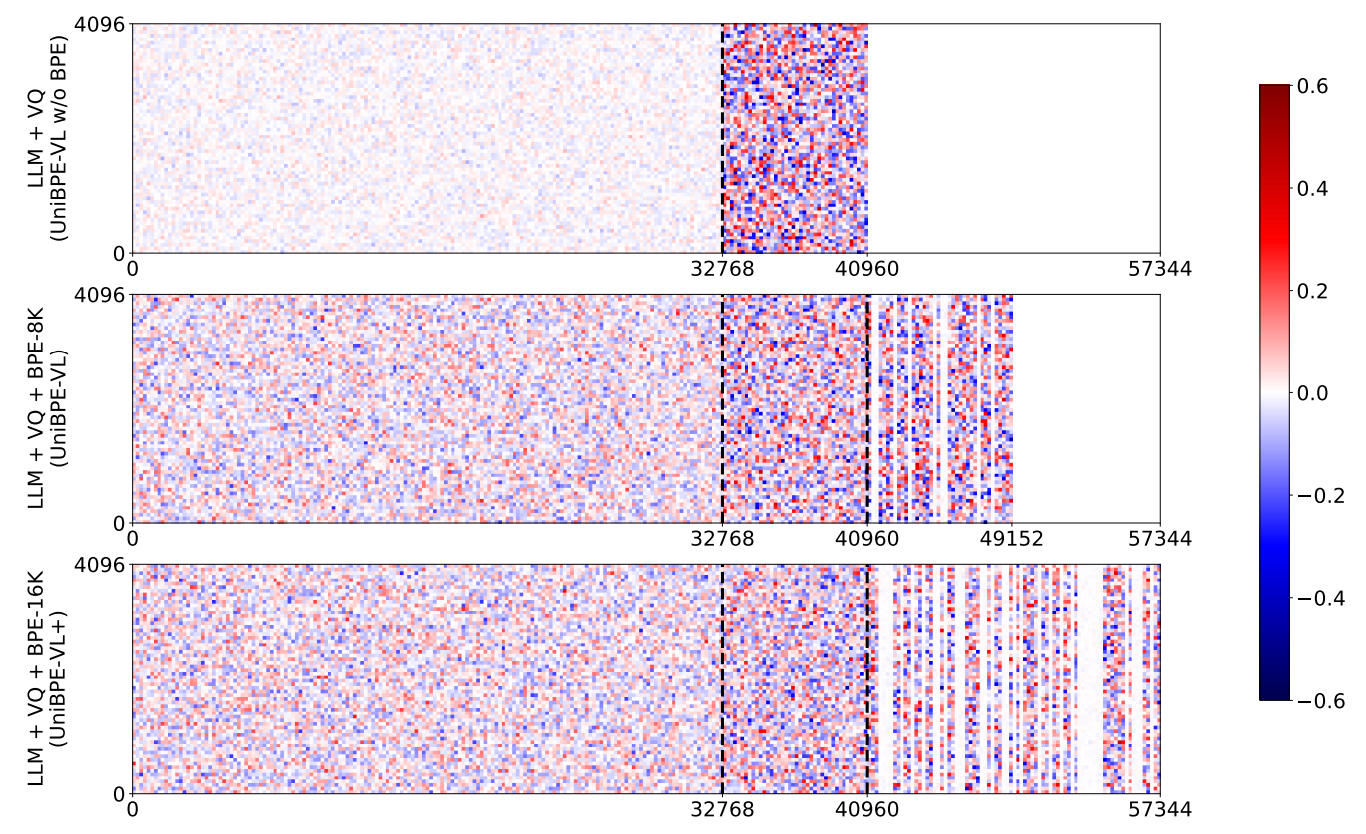 4096
0
LLM + VQ
(UniBPE-VL w/o BPE)
0 32768 40960 57344
4096
0
LLM + VQ + BPE-8K
(UniBPE-VL)
0 32768 40960 49152 57344
4096
0
LLM + VQ + BPE-16K
(UniBPE-VL+)
0 32768 40960 57344
0.6
0.4
0.2
0.0
−0.2
−0.4
−0.6